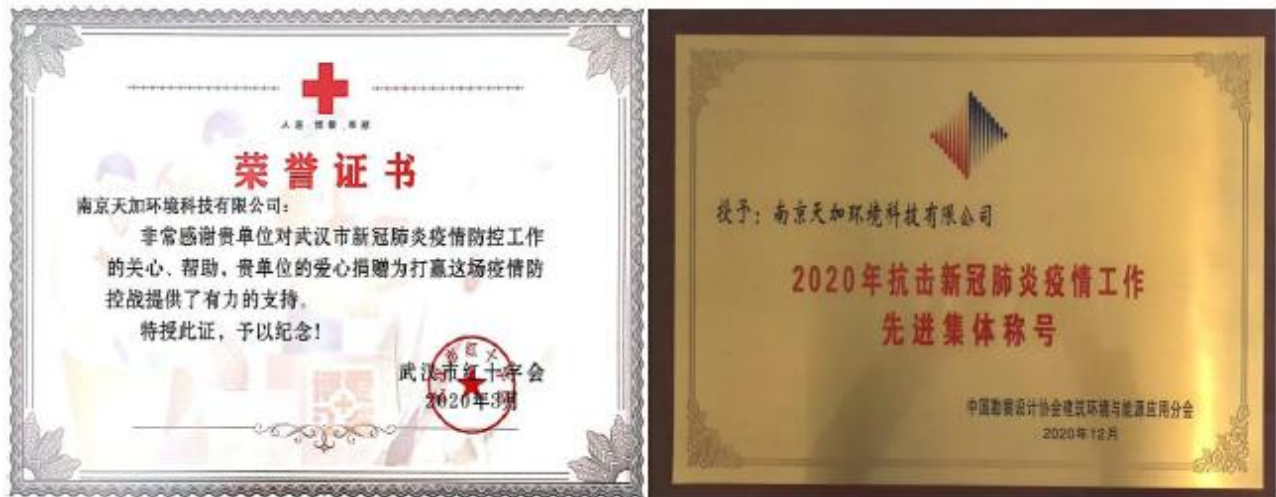 人道 · 博爱 · 奉献
荣誉证书
南京天加环境科技有限公司:
非常感谢贵单位对武汉市新冠肺炎疫情防控工作
的关心、帮助，贵单位的爱心捐赠为打赢这场疫情防
控战提供了有力的支持。
特授此证，予以纪念!
武汉市红十字会
2020年3月
授予：南京天加环境科技有限公司
2020年抗击新冠肺炎疫情工作
先进集体称号
中国勘察设计协会建筑环境与能源应用分会
2020年12月